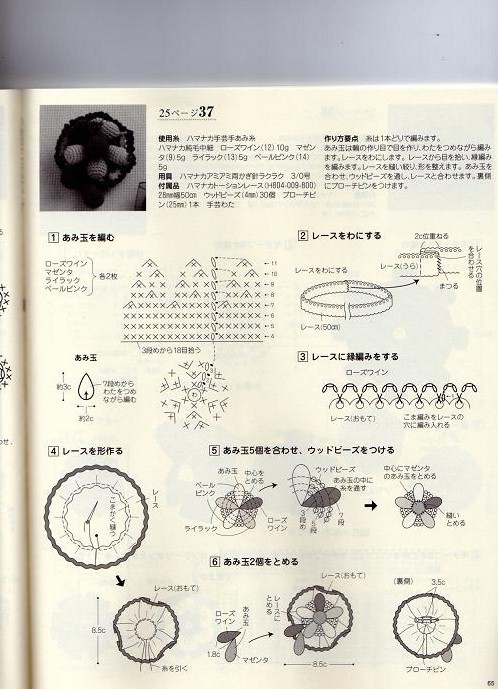 25ページ37
使用糸　ハマナカ手芸手あみ糸
ハマナカ純毛中細　ローズワイン(12)10g　マゼン
タ(9)5g　ライラック(13)5g　ペールピンク(14)
5g
用具　ハマナカアミアミ両かぎ針ラクラク　3/0号
付属品　ハマナカトーションレース(H804-009-800)
28mm幅50cm　ウッドビーズ(4mm)30個　ブローチピ
ン(25mm)1本　手芸わた
作り方要点　糸は1本どりで編みます。
あみ玉は輪の作り目で目を作り、わたをつめながら編み
ます。レースをわにします。レースから目を拾い、縁編み
を編みます。レースを縫い絞り、形を整えます。あみ玉を
合わせ、ウッドビーズを通し、レースと合わせます。裏側
にブローチピンをつけます。
1 あみ玉を編む
ローズワイン
マゼンタ
ライラック
ペールピンク
各2枚
←11
←10
←9
←8
←7
←6
←5
←4
3段めから18目拾う
わ
あみ玉
約3c
7段めから
わたをつめ
ながら編む
約2c
2 レースをわにする
レースをわにする
レース(50cm)
2c位重ねる
レース(うら)
まつる
レース穴の位置
を合わせる
3 レースに縁編みをする
ローズワイン
レース(おもて)
こま編みをレースの
穴に編み入れる
4 レースを形作る
レース
こまかく縫う
8.5c
レース(おもて)
糸を引く
5 あみ玉5個を合わせ、ウッドビーズをつける
あみ玉
中心を
とめる
ペール
ピンク
ライラック
ローズ
ワイン
ウッドビーズ
あみ玉の中に
糸を通す
3段め
5段
7段
中心にマゼンタ
のあみ玉をとめる
縫い
とめる
6 あみ玉2個をとめる
ローズ
ワイン
あみ玉
1.8c
マゼンタ
レースに
とめる
レース(おもて)
8.5c
(裏側)
3.5c
ブローチピン
65